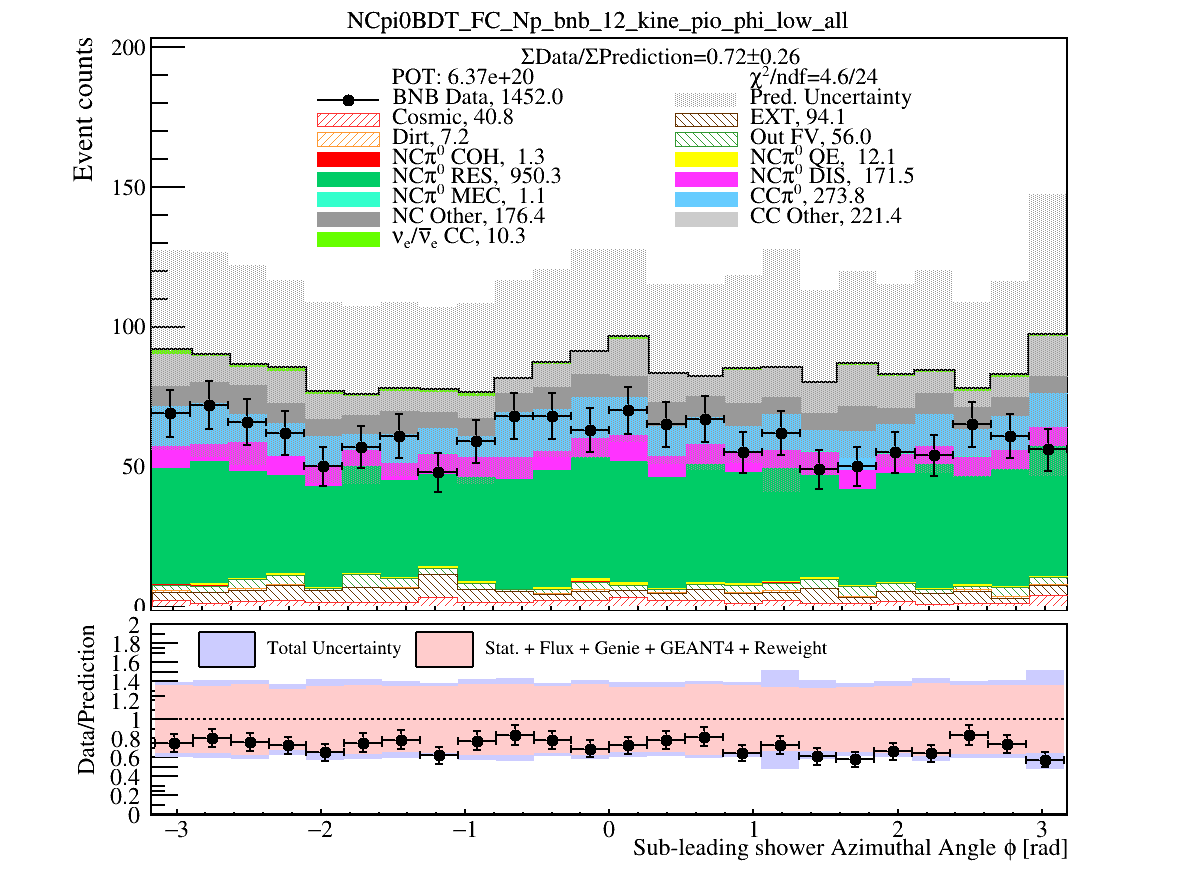 NCpi0BDT_FC_Np_bnb_12_kine_pio_phi_low_all
ΣData/ΣPrediction=0.72±0.26
POT: 6.37e+20
χ²/ndf=4.6/24
BNB Data, 1452.0
Pred. Uncertainty
Cosmic, 40.8
EXT, 94.1
Dirt, 7.2
Out FV, 56.0
NCπ⁰ COH, 1.3
NCπ⁰ QE, 12.1
NCπ⁰ RES, 950.3
NCπ⁰ DIS, 171.5
NCπ⁰ MEC, 1.1
CCπ⁰, 273.8
NC Other, 176.4
CC Other, 221.4
νₑ/ν̅ₑ CC, 10.3
Event counts
200
150
100
50
0
Total Uncertainty
Stat. + Flux + Genie + GEANT4 + Reweight
Data/Prediction
2
1.8
1.6
1.4
1.2
1
0.8
0.6
0.4
0.2
0
−3 −2 −1 0 1 2 3
Sub-leading shower Azimuthal Angle ϕ [rad]